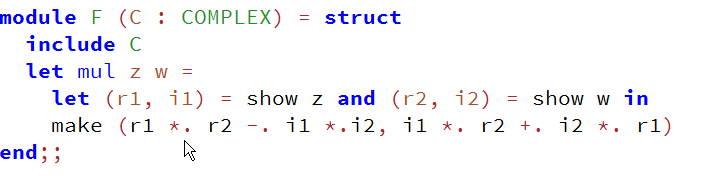 module F (C : COMPLEX) = struct
include C
let mul z w =
let (r1, i1) = show z and (r2, i2) = show w in
make (r1 *. r2 -. i1 *.i2, i1 *. r2 +. i2 *. r1)
end;;